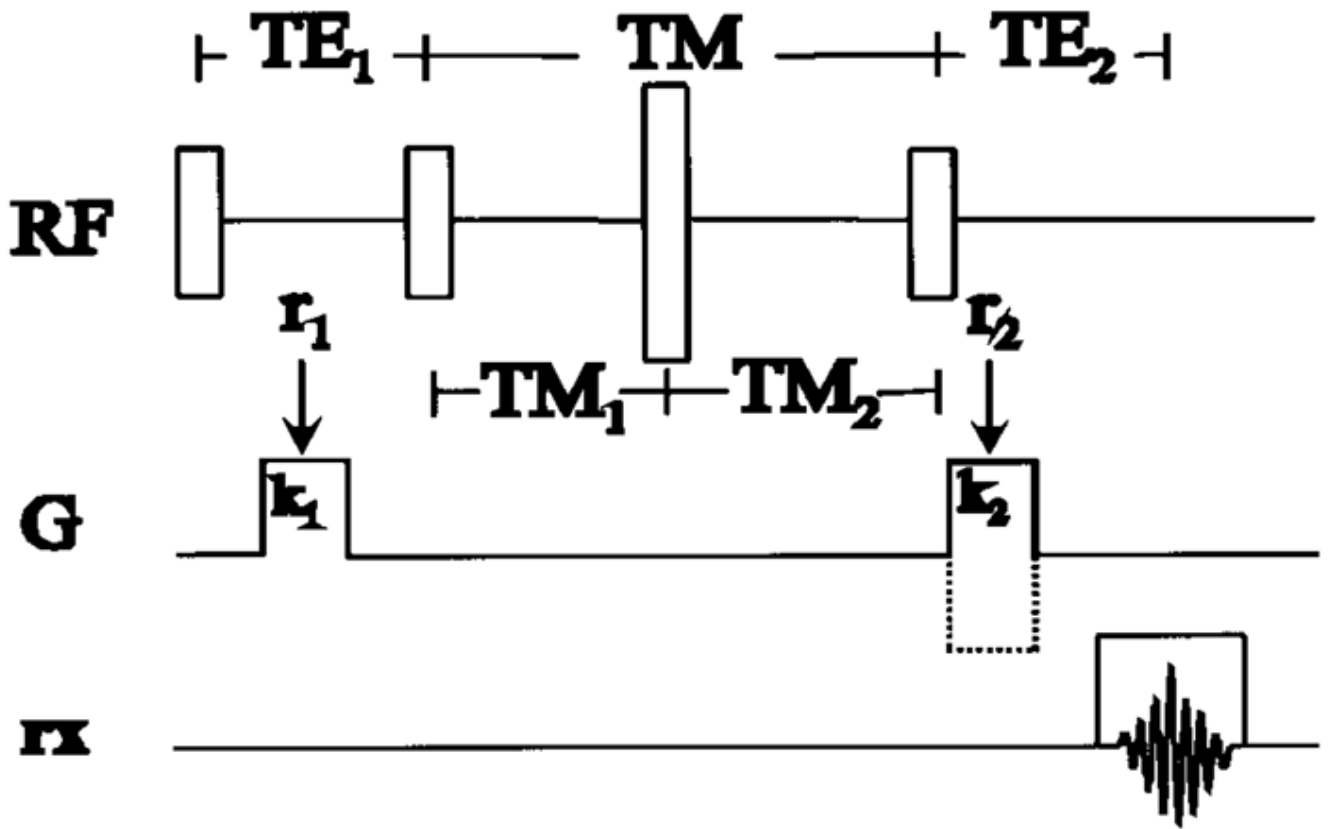 TE₁ TM TE₂
RF
r₁ r₂
TM₁ TM₂
G k₁ k₂
rx